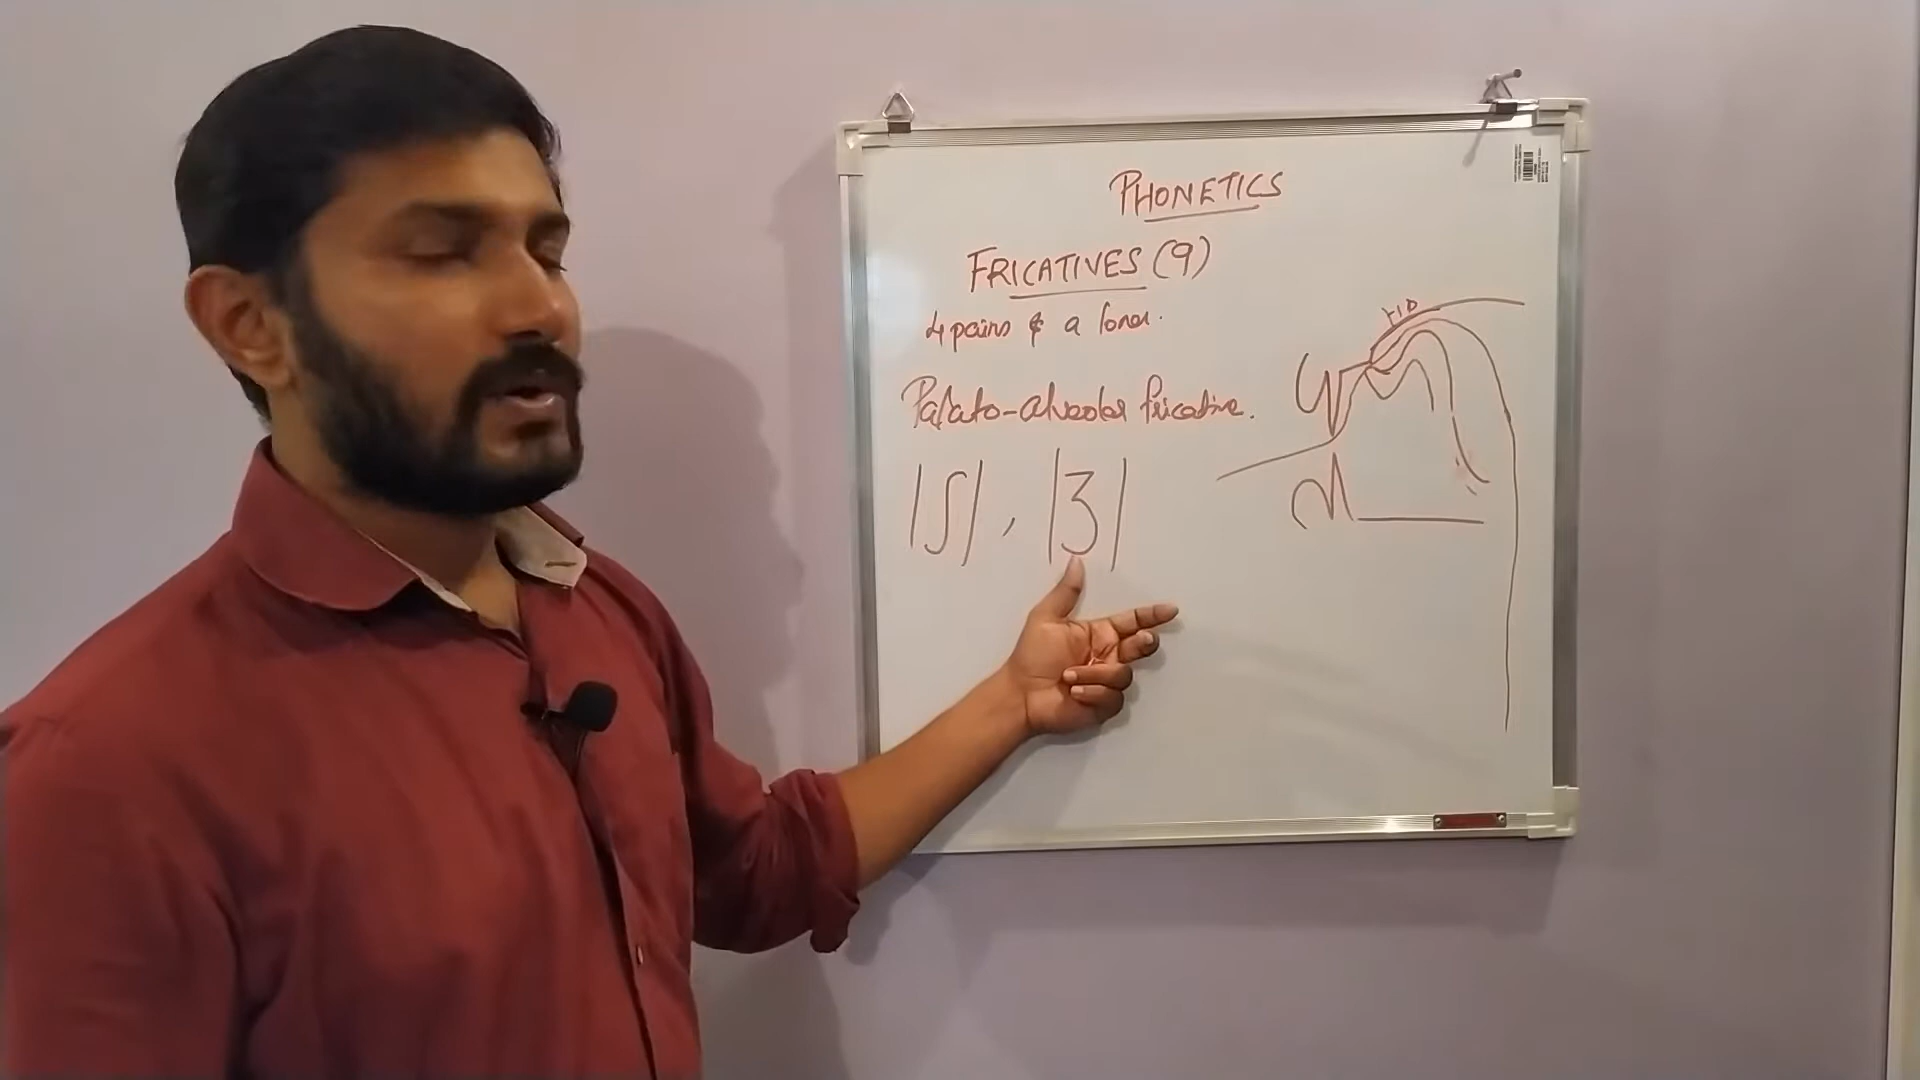 PHONETICS
FRICATIVES (9)
4 pairs & a loner.
Palato-alveolar fricative.
/ʃ/, /ʒ/